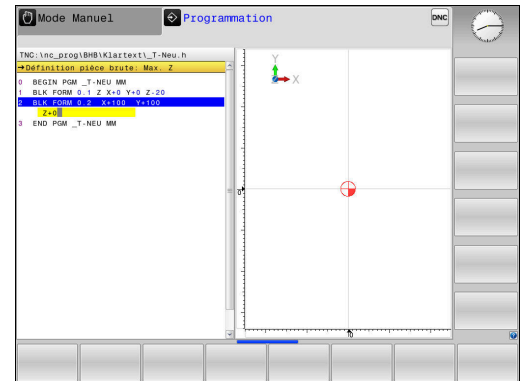 Mode Manuel
Programmation
DNC
TNC:\nc_prog\BHB\Klartext\_T-Neu.h
→Définition pièce brute: Max. Z
0 BEGIN PGM _T-NEU MM
1 BLK FORM 0.1 Z X+0 Y+0 Z-20
2 BLK FORM 0.2 X+100 Y+100
Z+0
3 END PGM _T-NEU MM
Y
X
0
0